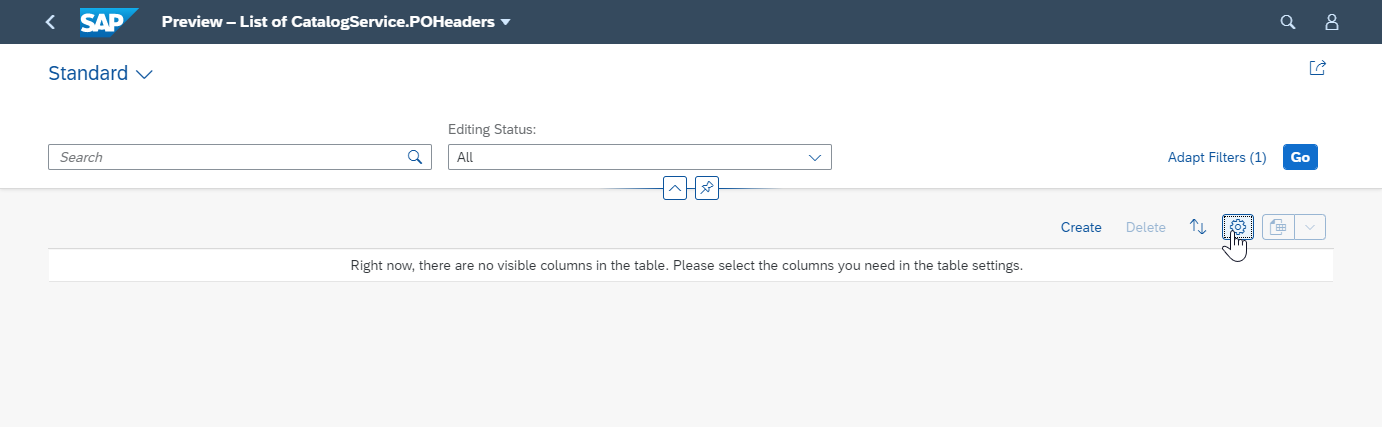 SAP Preview – List of CatalogService.POHeaders
Standard
Editing Status:
Search
All
Adapt Filters (1)
Go
Create
Delete
Right now, there are no visible columns in the table. Please select the columns you need in the table settings.